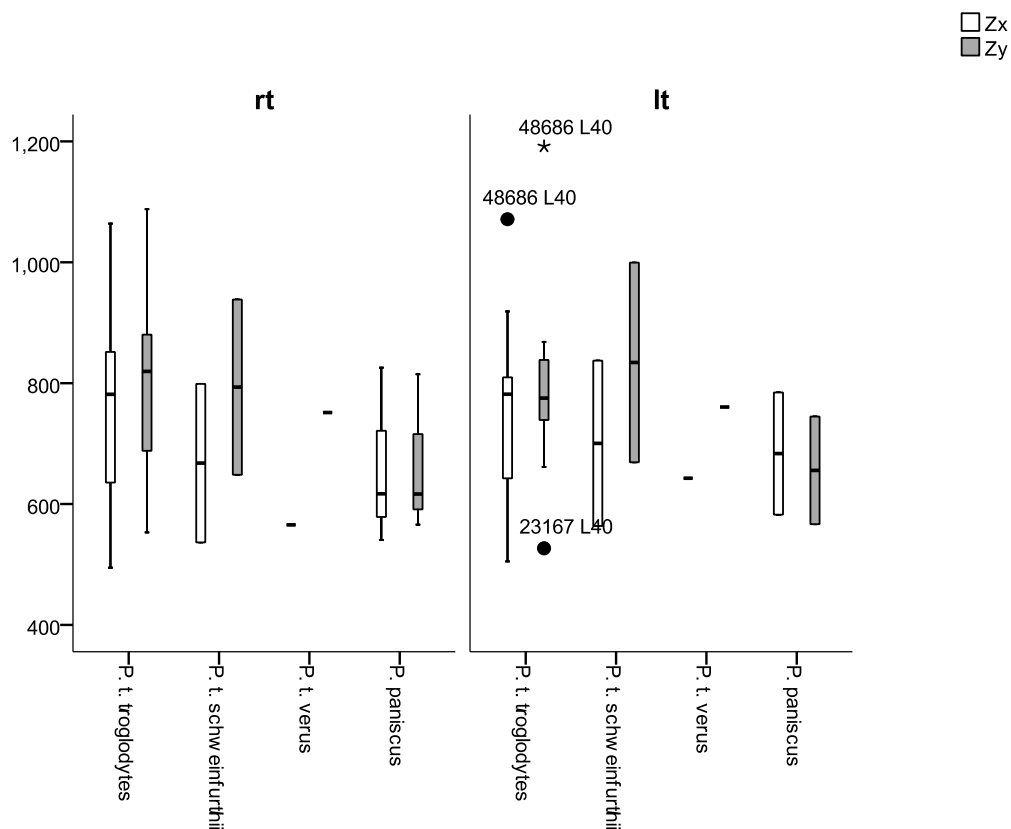 Zx
Zy
rt
lt
1,200
1,000
800
600
400
48686 L40
48686 L40
23167 L40
P. t. troglodytes
P. t. schweinfurthii
P. t. verus
P. paniscus
P. t. troglodytes
P. t. schweinfurthii
P. t. verus
P. paniscus